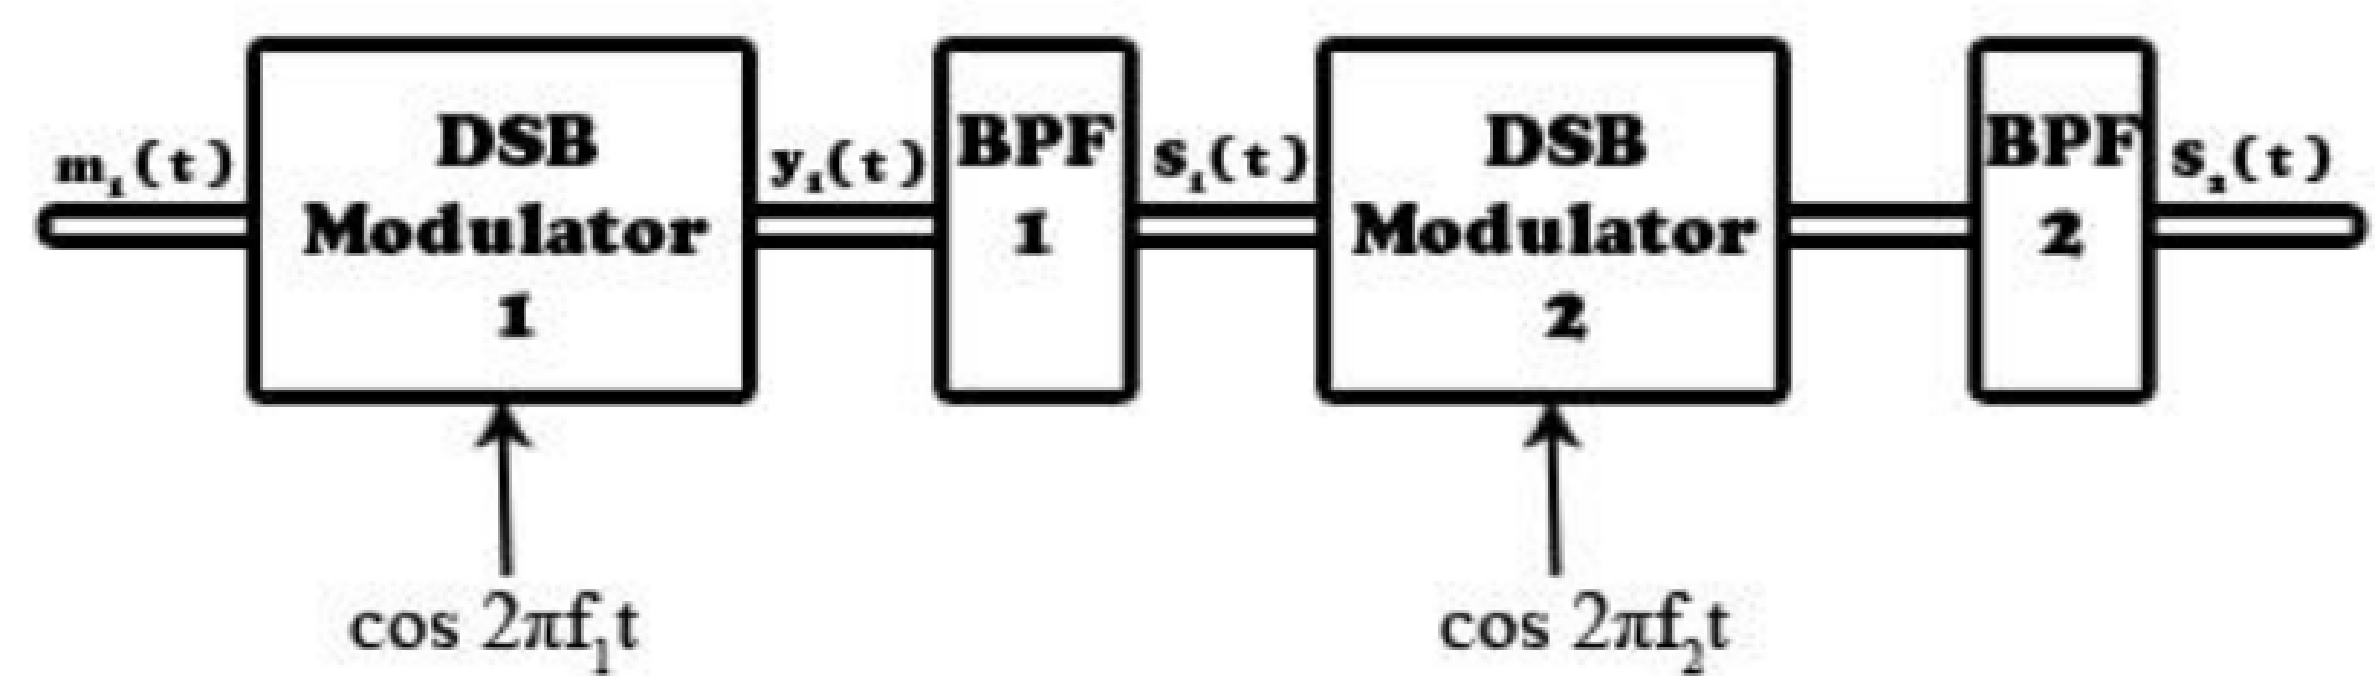 m₁(t)
DSB
Modulator
1
y₁(t)
BPF
1
S₁(t)
DSB
Modulator
2
BPF
2
S₂(t)
cos 2πf₁t
cos 2πf₂t